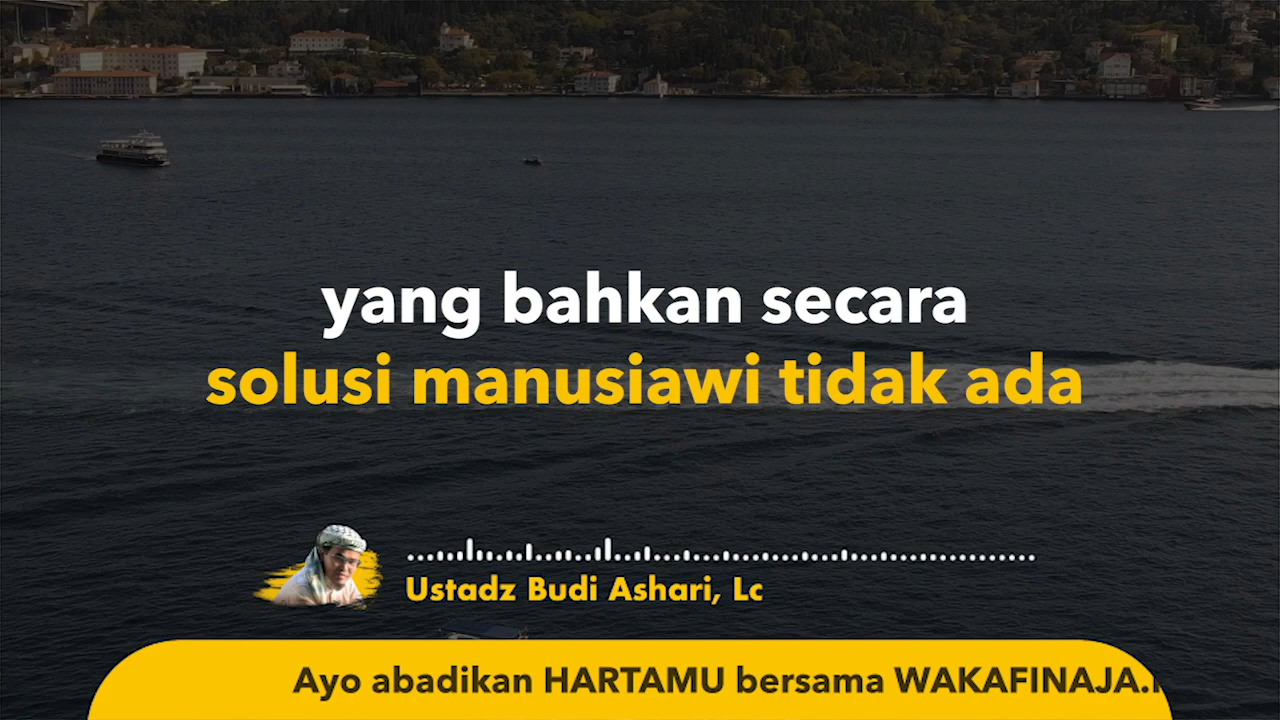 yang bahkan secara
solusi manusiawi tidak ada
Ustadz Budi Ashari, Lc
Ayo abadikan HARTAMU bersama WAKAFINAJA.